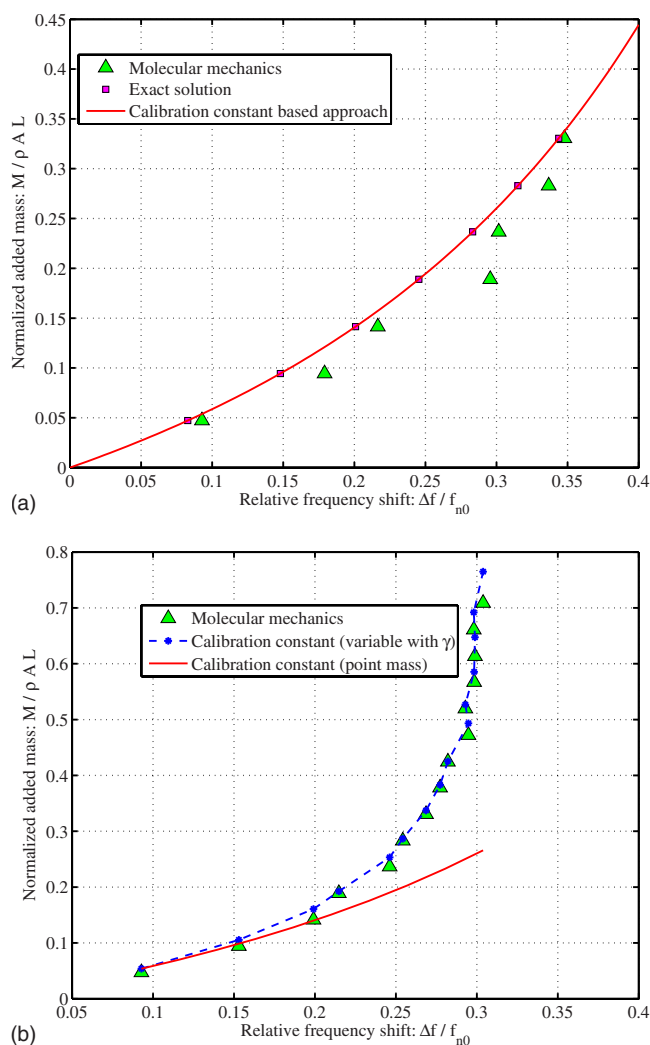 0.45
0.4
0.35
0.3
0.25
0.2
0.15
0.1
0.05
0
Normalized added mass: M / ρ A L
Molecular mechanics
Exact solution
Calibration constant based approach
0 0.05 0.1 0.15 0.2 0.25 0.3 0.35 0.4
Relative frequency shift: Δf / f_n0
(a)
0.8
0.7
0.6
0.5
0.4
0.3
0.2
0.1
0
Normalized added mass: M / ρ A L
Molecular mechanics
Calibration constant (variable with γ)
Calibration constant (point mass)
0.05 0.1 0.15 0.2 0.25 0.3 0.35 0.4
Relative frequency shift: Δf / f_n0
(b)